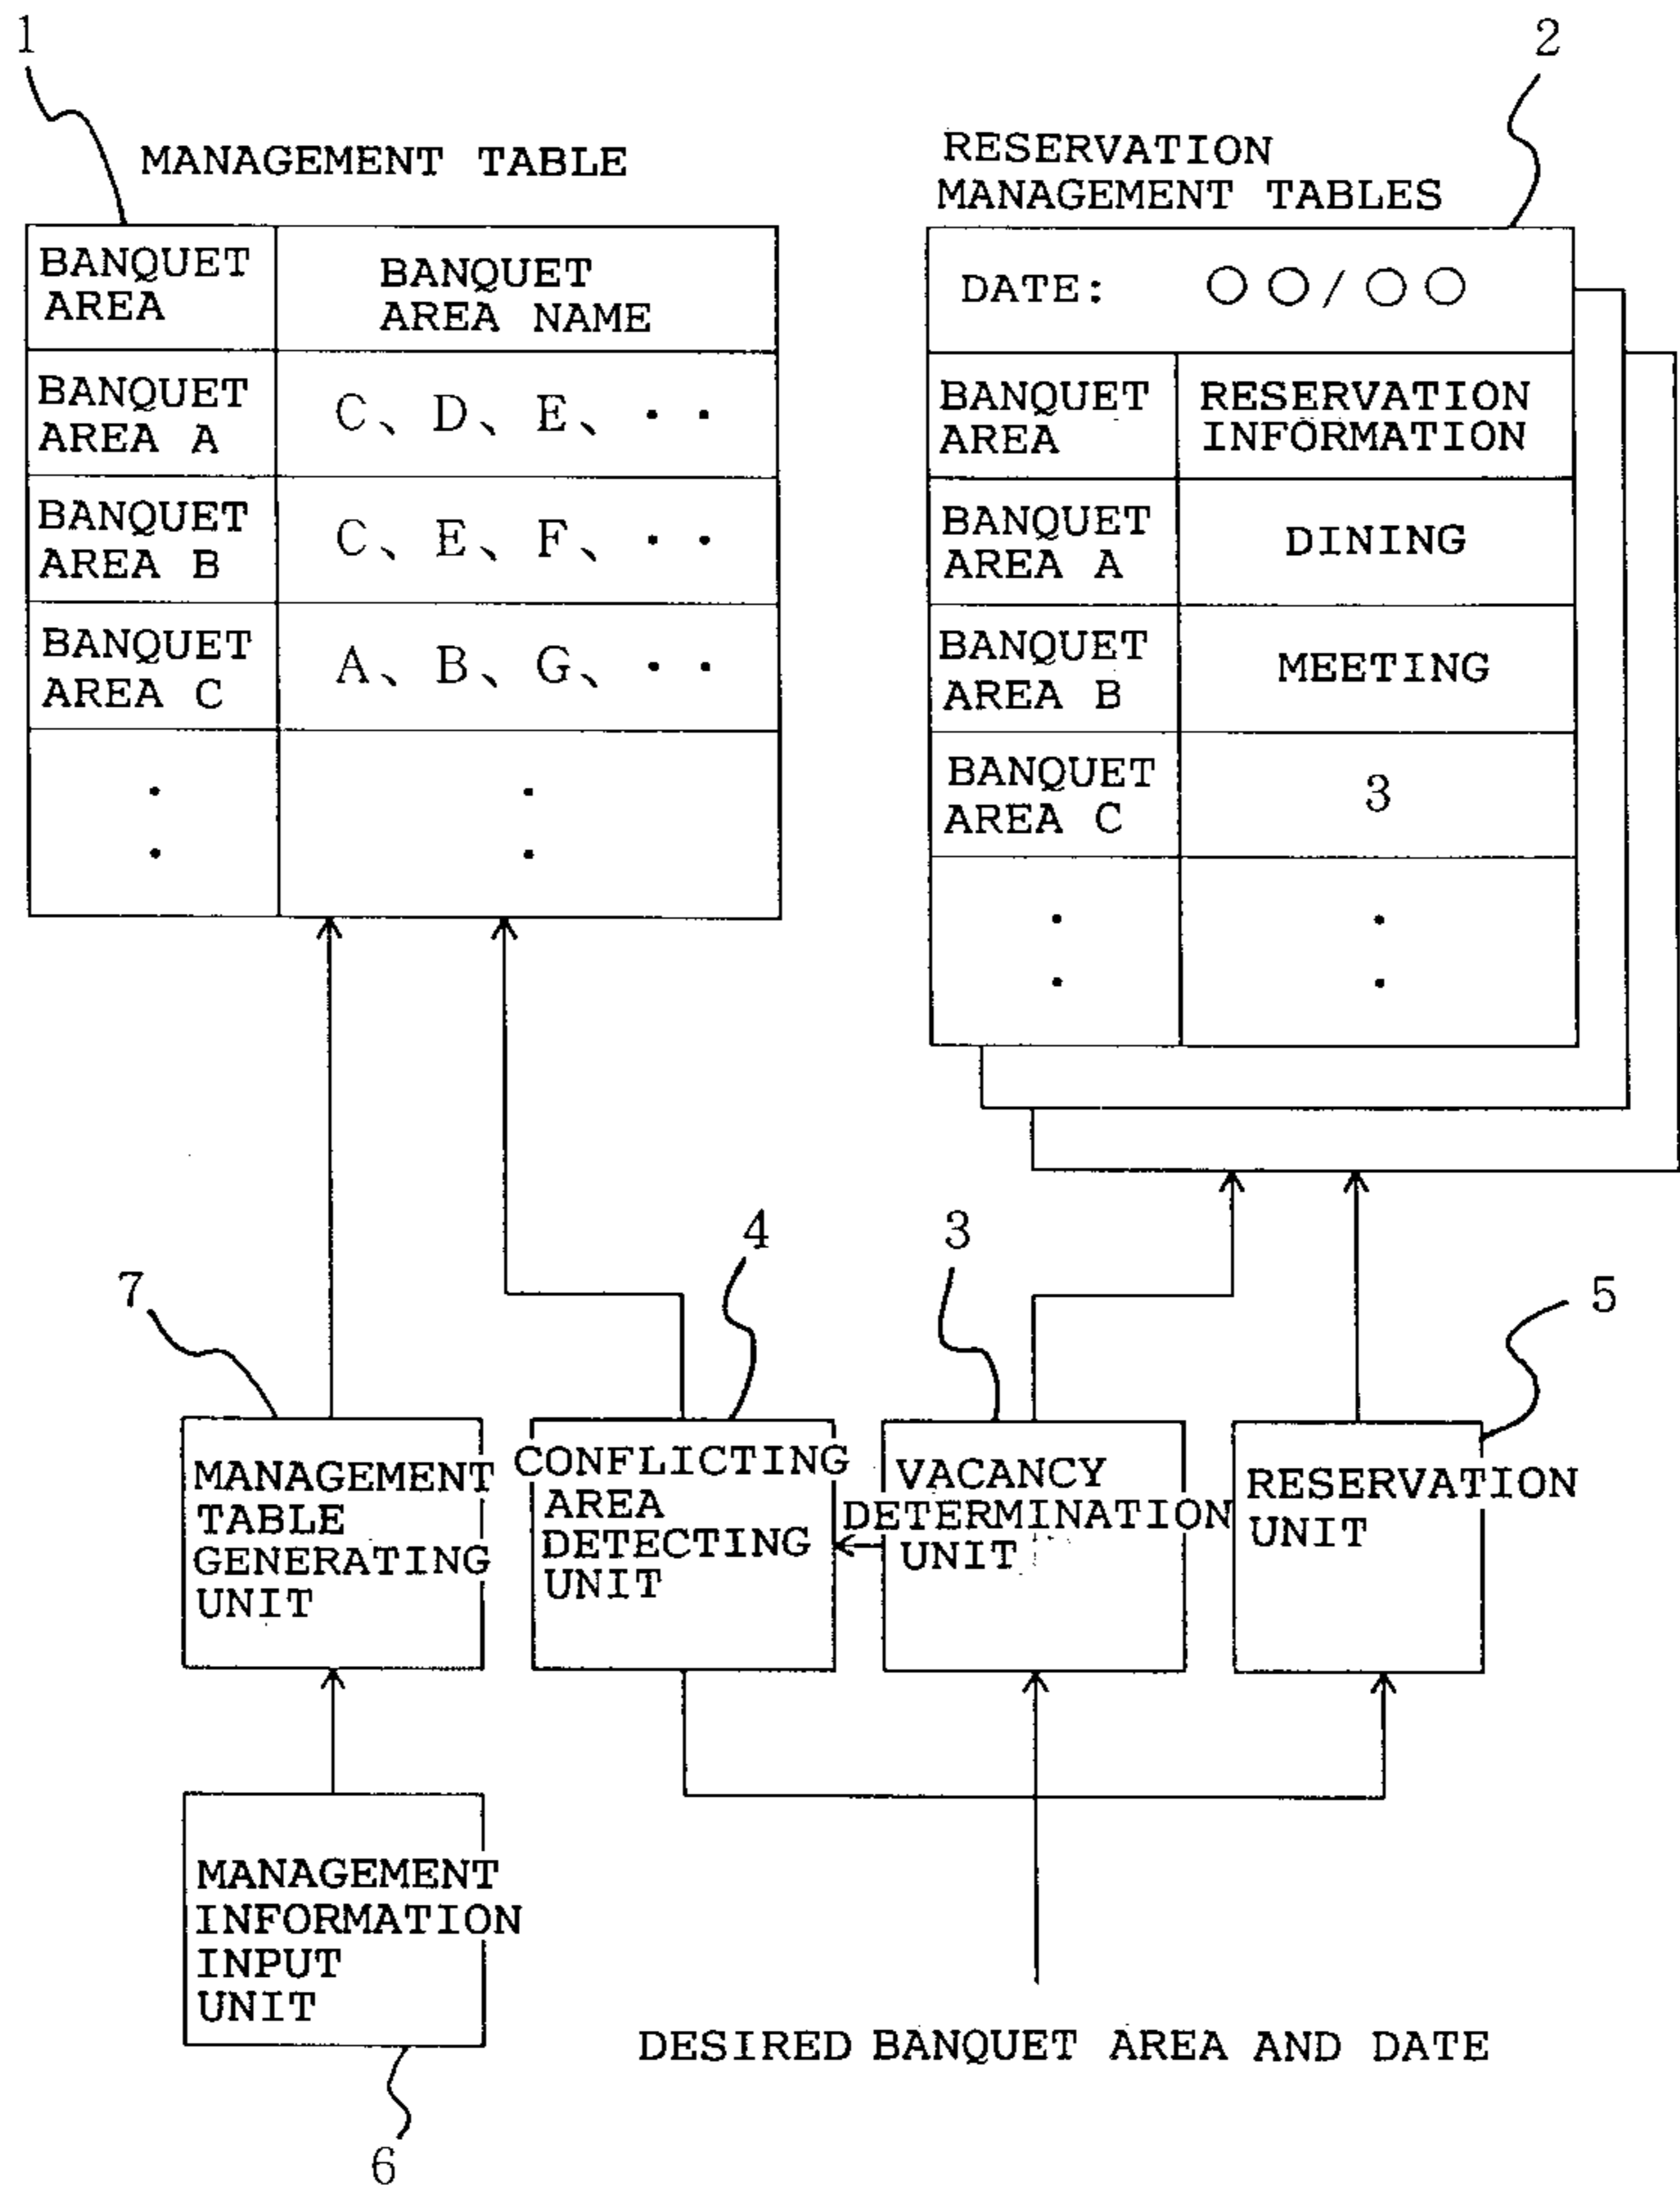 1
2
MANAGEMENT TABLE
BANQUET
AREA
BANQUET
AREA NAME
BANQUET
AREA A
C、D、E、・・
BANQUET
AREA B
C、E、F、・・
BANQUET
AREA C
A、B、G、・・
RESERVATION
MANAGEMENT TABLES
DATE: ○○/○○
BANQUET
AREA
RESERVATION
INFORMATION
BANQUET
AREA A
DINING
BANQUET
AREA B
MEETING
BANQUET
AREA C
3
7
4
3
5
MANAGEMENT
TABLE
GENERATING
UNIT
CONFLICTING
AREA
DETECTING
UNIT
VACANCY
DETERMINATION
UNIT
RESERVATION
UNIT
MANAGEMENT
INFORMATION
INPUT
UNIT
DESIRED BANQUET AREA AND DATE
6